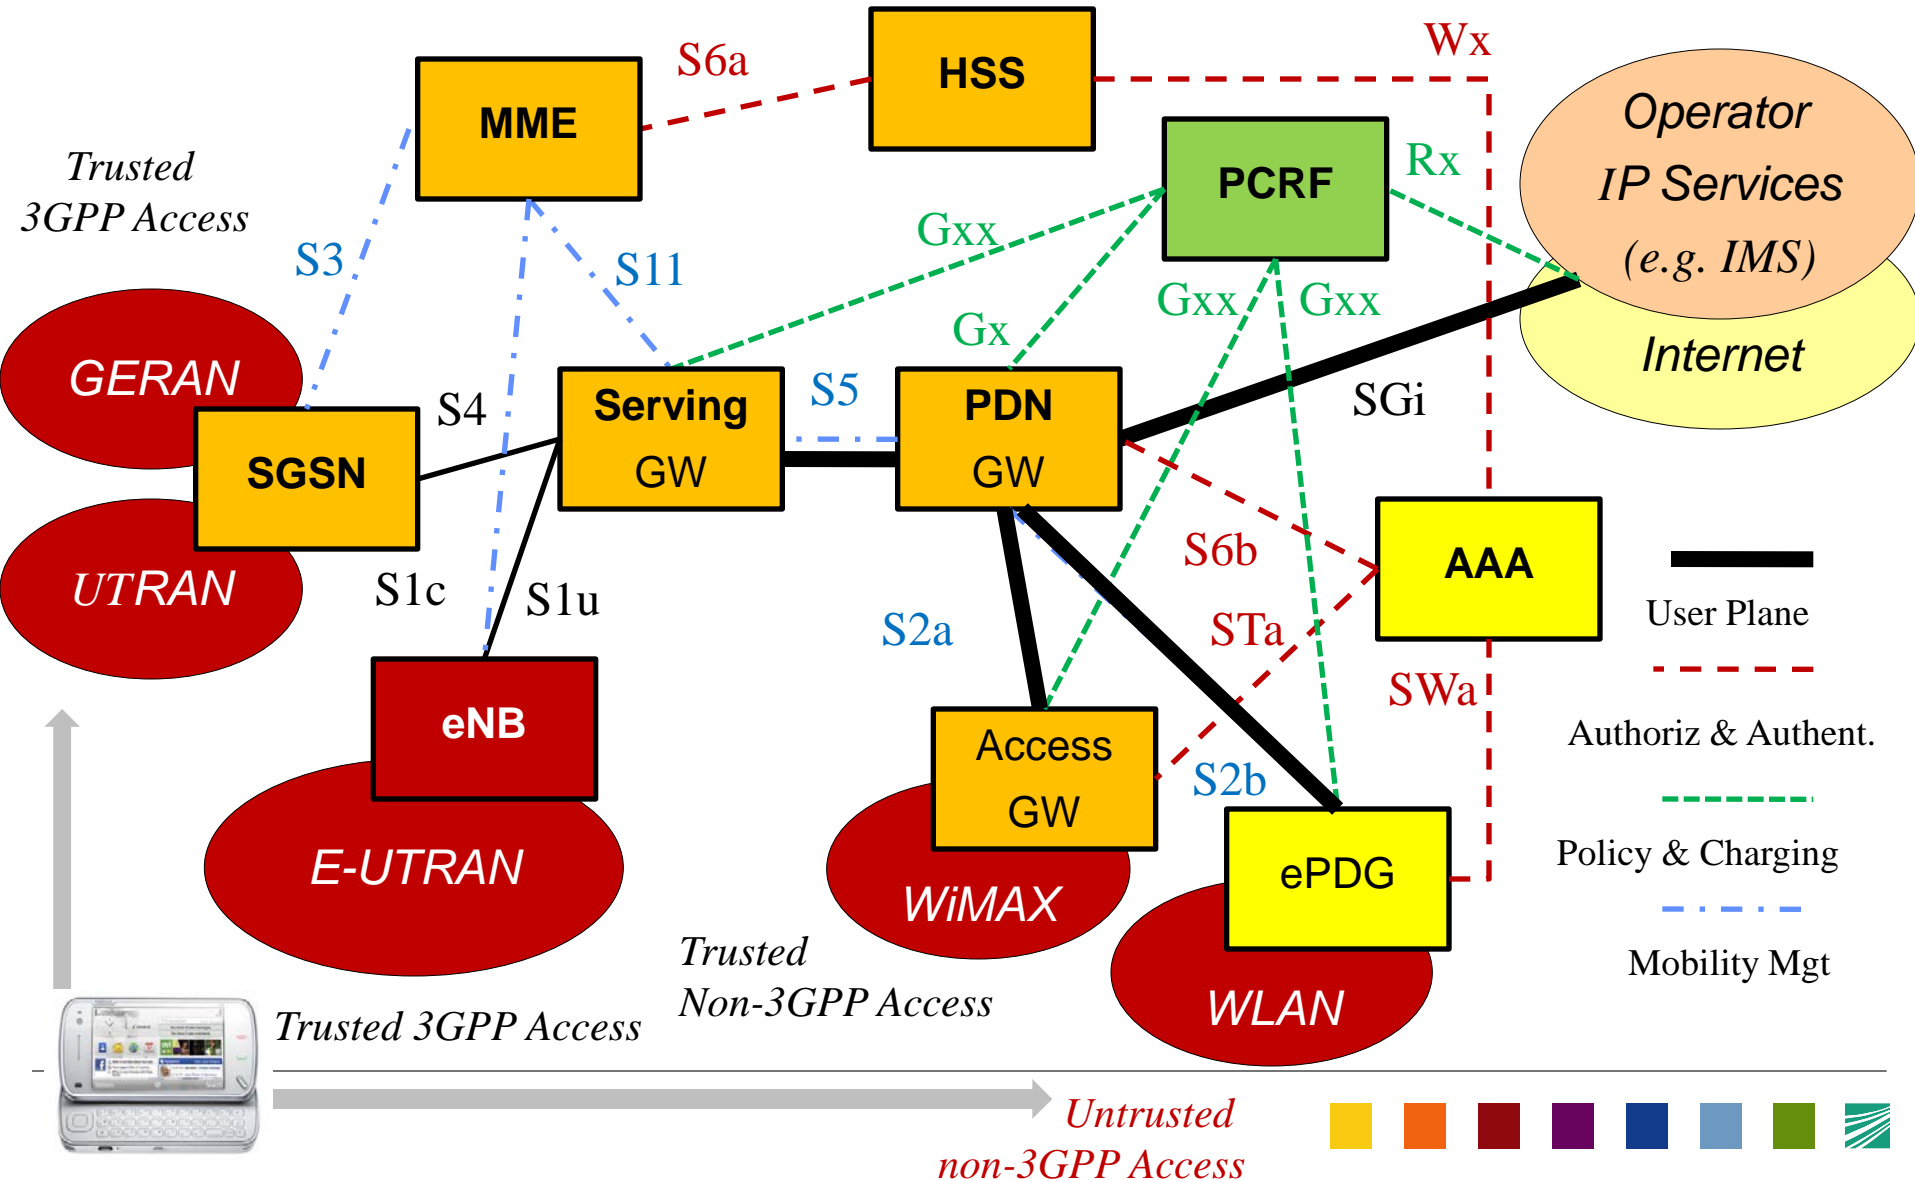 Wx
S6a
HSS
MME
Operator
IP Services
(e.g. IMS)
Trusted
3GPP Access
PCRF
Rx
Gxx
S3
S11
Gxx
Gxx
Gx
Internet
GERAN
S4
Serving
GW
S5
PDN
GW
SGi
SGSN
UTRAN
S1c
S1u
S6b
AAA
User Plane
S2a
STa
SWa
eNB
Authoriz & Authent.
Access
GW
S2b
Policy & Charging
E-UTRAN
WiMAX
ePDG
Mobility Mgt
Trusted
Non-3GPP Access
WLAN
Trusted 3GPP Access
Untrusted
non-3GPP Access